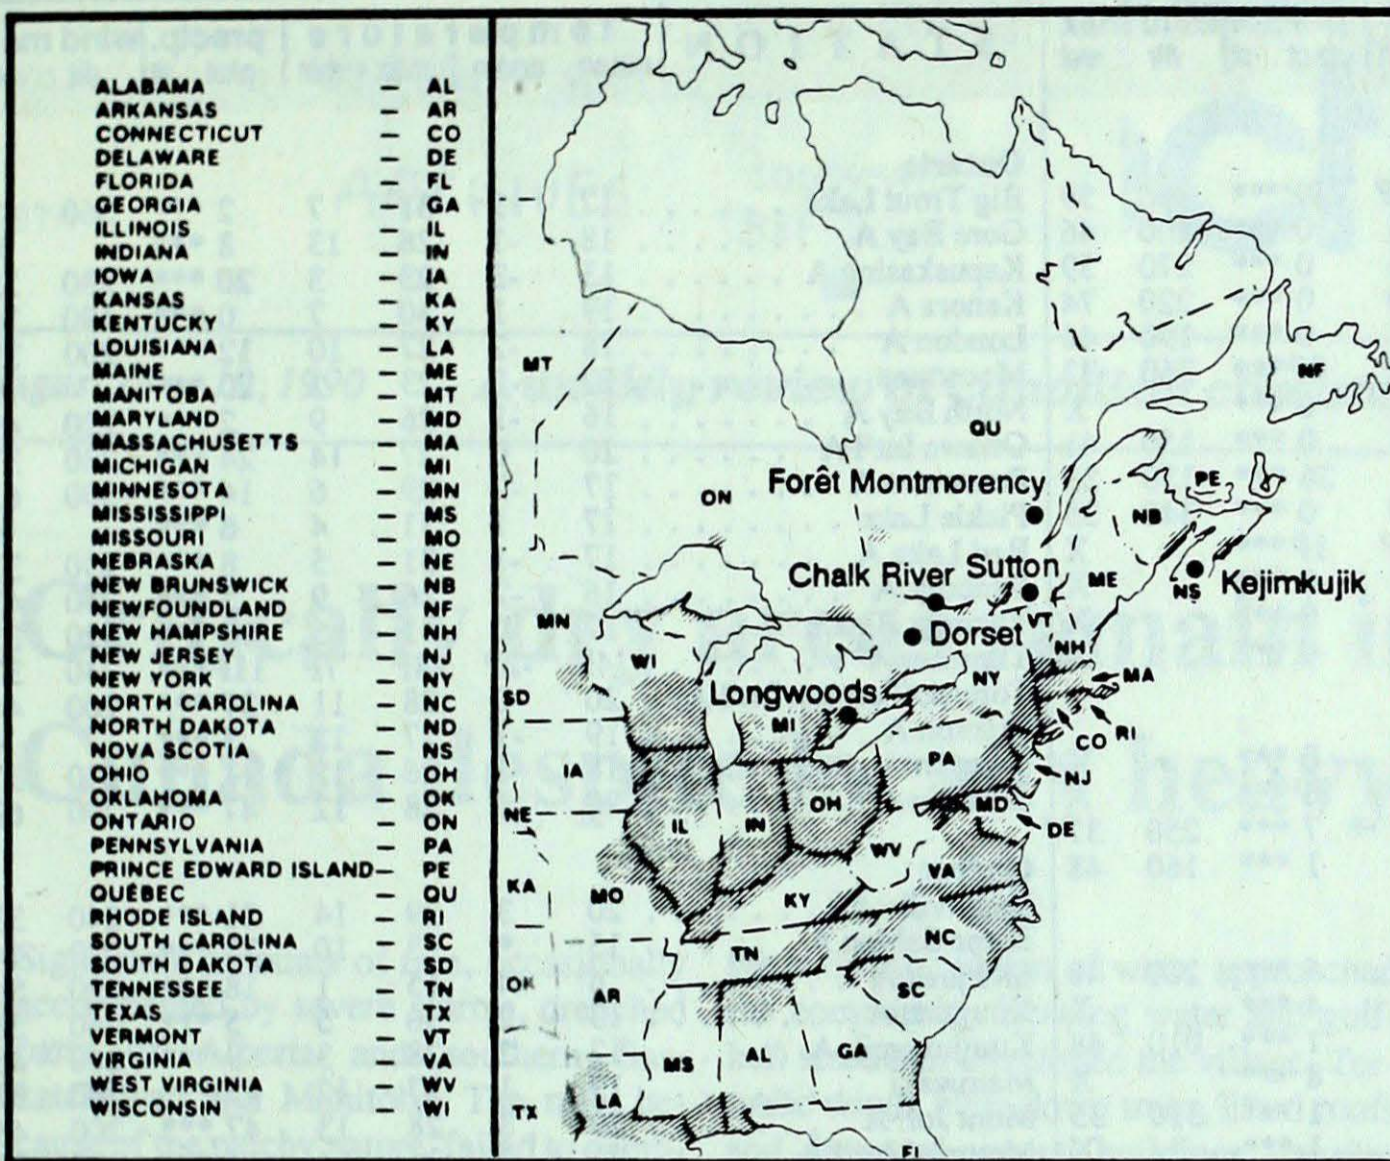 ALABAMA – AL
ARKANSAS – AR
CONNECTICUT – CO
DELAWARE – DE
FLORIDA – FL
GEORGIA – GA
ILLINOIS – IL
INDIANA – IN
IOWA – IA
KANSAS – KA
KENTUCKY – KY
LOUISIANA – LA
MAINE – ME
MANITOBA – MT
MARYLAND – MD
MASSACHUSETTS – MA
MICHIGAN – MI
MINNESOTA – MN
MISSISSIPPI – MS
MISSOURI – MO
NEBRASKA – NE
NEW BRUNSWICK – NB
NEWFOUNDLAND – NF
NEW HAMPSHIRE – NH
NEW JERSEY – NJ
NEW YORK – NY
NORTH CAROLINA – NC
NORTH DAKOTA – ND
NOVA SCOTIA – NS
OHIO – OH
OKLAHOMA – OK
ONTARIO – ON
PENNSYLVANIA – PA
PRINCE EDWARD ISLAND – PE
QUÉBEC – QU
RHODE ISLAND – RI
SOUTH CAROLINA – SC
SOUTH DAKOTA – SD
TENNESSEE – TN
TEXAS – TX
VERMONT – VT
VIRGINIA – VA
WEST VIRGINIA – WV
WISCONSIN – WI
MT
NF
QU
ON
Forêt Montmorency
PE
NB
Chalk River
Sutton
ME
NS
Kejimkujik
MN
VT
Dorset
NH
WI
NY
MA
SD
Longwoods
MI
CO
RI
IA
PA
NJ
NE
IL
IN
OH
MD
DE
WV
VA
KA
MO
KY
NC
TN
OK
AR
SC
MS
AL
GA
TX
LA
Fl